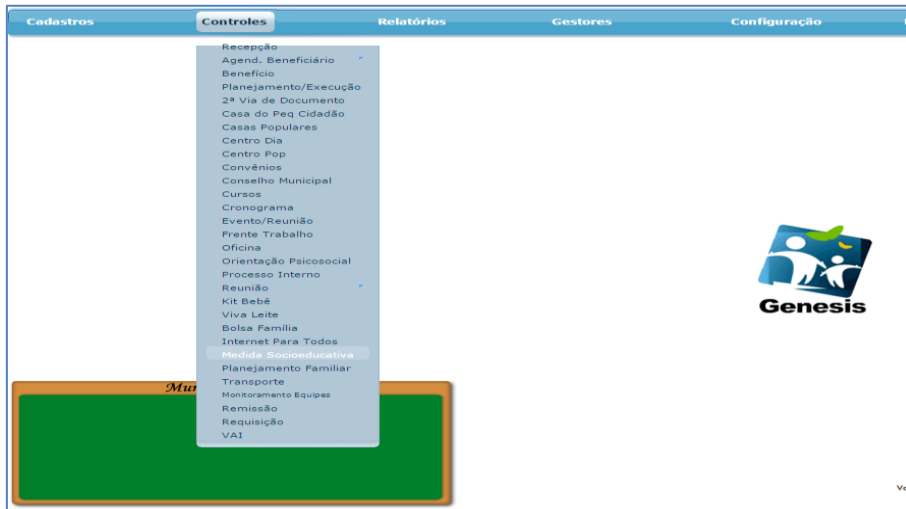 Cadastros Controles Relatórios Gestores Configuração
Recepção
Agend. Beneficiário
Benefício
Planejamento/Execução
2ª Via de Documento
Casa do Peq Cidadão
Casas Populares
Centro Dia
Centro Pop
Convênios
Conselho Municipal
Cursos
Cronograma
Evento/Reunião
Frente Trabalho
Oficina
Orientação Psicosocial
Processo Interno
Reunião
Kit Bebê
Viva Leite
Bolsa Família
Internet Para Todos
Medida Socioeducativa
Planejamento Familiar
Transporte
Monitoramento Equipes
Remissão
Requisição
VAI
Genesis